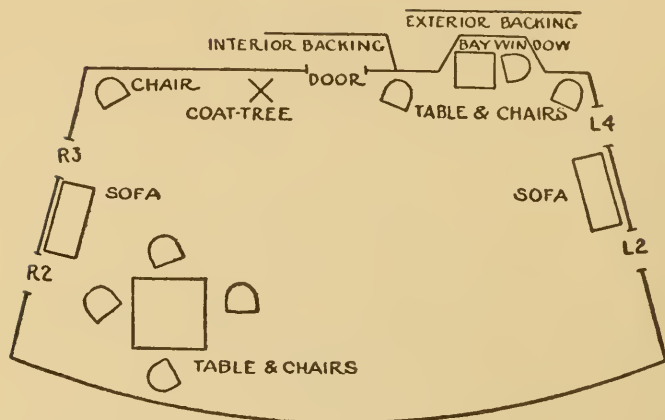 EXTERIOR BACKING
INTERIOR BACKING
BAY WINDOW
DOOR
CHAIR
COAT-TREE
TABLE & CHAIRS
L4
R3
SOFA
SOFA
R2
L2
TABLE & CHAIRS